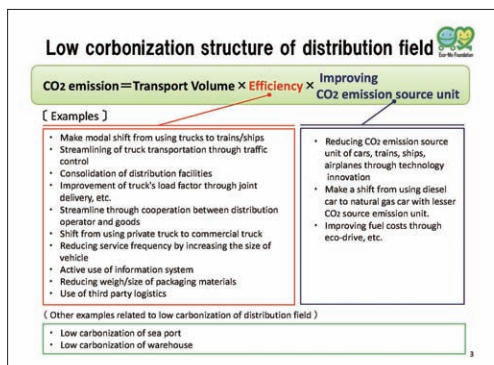 Low corbonization structure of distribution field
Eco-Mo Foundation
CO2 emission＝Transport Volume × Efficiency × Improving
CO2 emission source unit
〔 Examples 〕
• Make modal shift from using trucks to trains/ships
• Streamlining of truck transportation through traffic
control
• Consolidation of distribution facilities
• Improvement of truck's load factor through joint
delivery, etc.
• Streamline through cooperation between distribution
operator and goods
• Shift from using private truck to commercial truck
• Reducing service frequency by increasing the size of
vehicle
• Active use of information system
• Reducing weigh/size of packaging materials
• Use of third party logistics
• Reducing CO2 emission source
unit of cars, trains, ships,
airplanes through technology
innovation
• Make a shift from using diesel
car to natural gas car with lesser
CO2 source emission unit.
• Improving fuel costs through
eco-drive, etc.
( Other examples related to low carbonization of distribution field )
• Low carbonization of sea port
• Low carbonization of warehouse
3